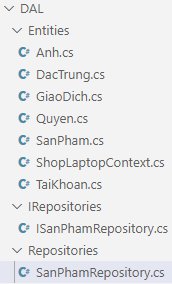 DAL
Entities
C# Anh.cs
C# DacTrung.cs
C# GiaoDich.cs
C# Quyen.cs
C# SanPham.cs
C# ShopLaptopContext.cs
C# TaiKhoan.cs
IRepositories
C# ISanPhamRepository.cs
Repositories
C# SanPhamRepository.cs